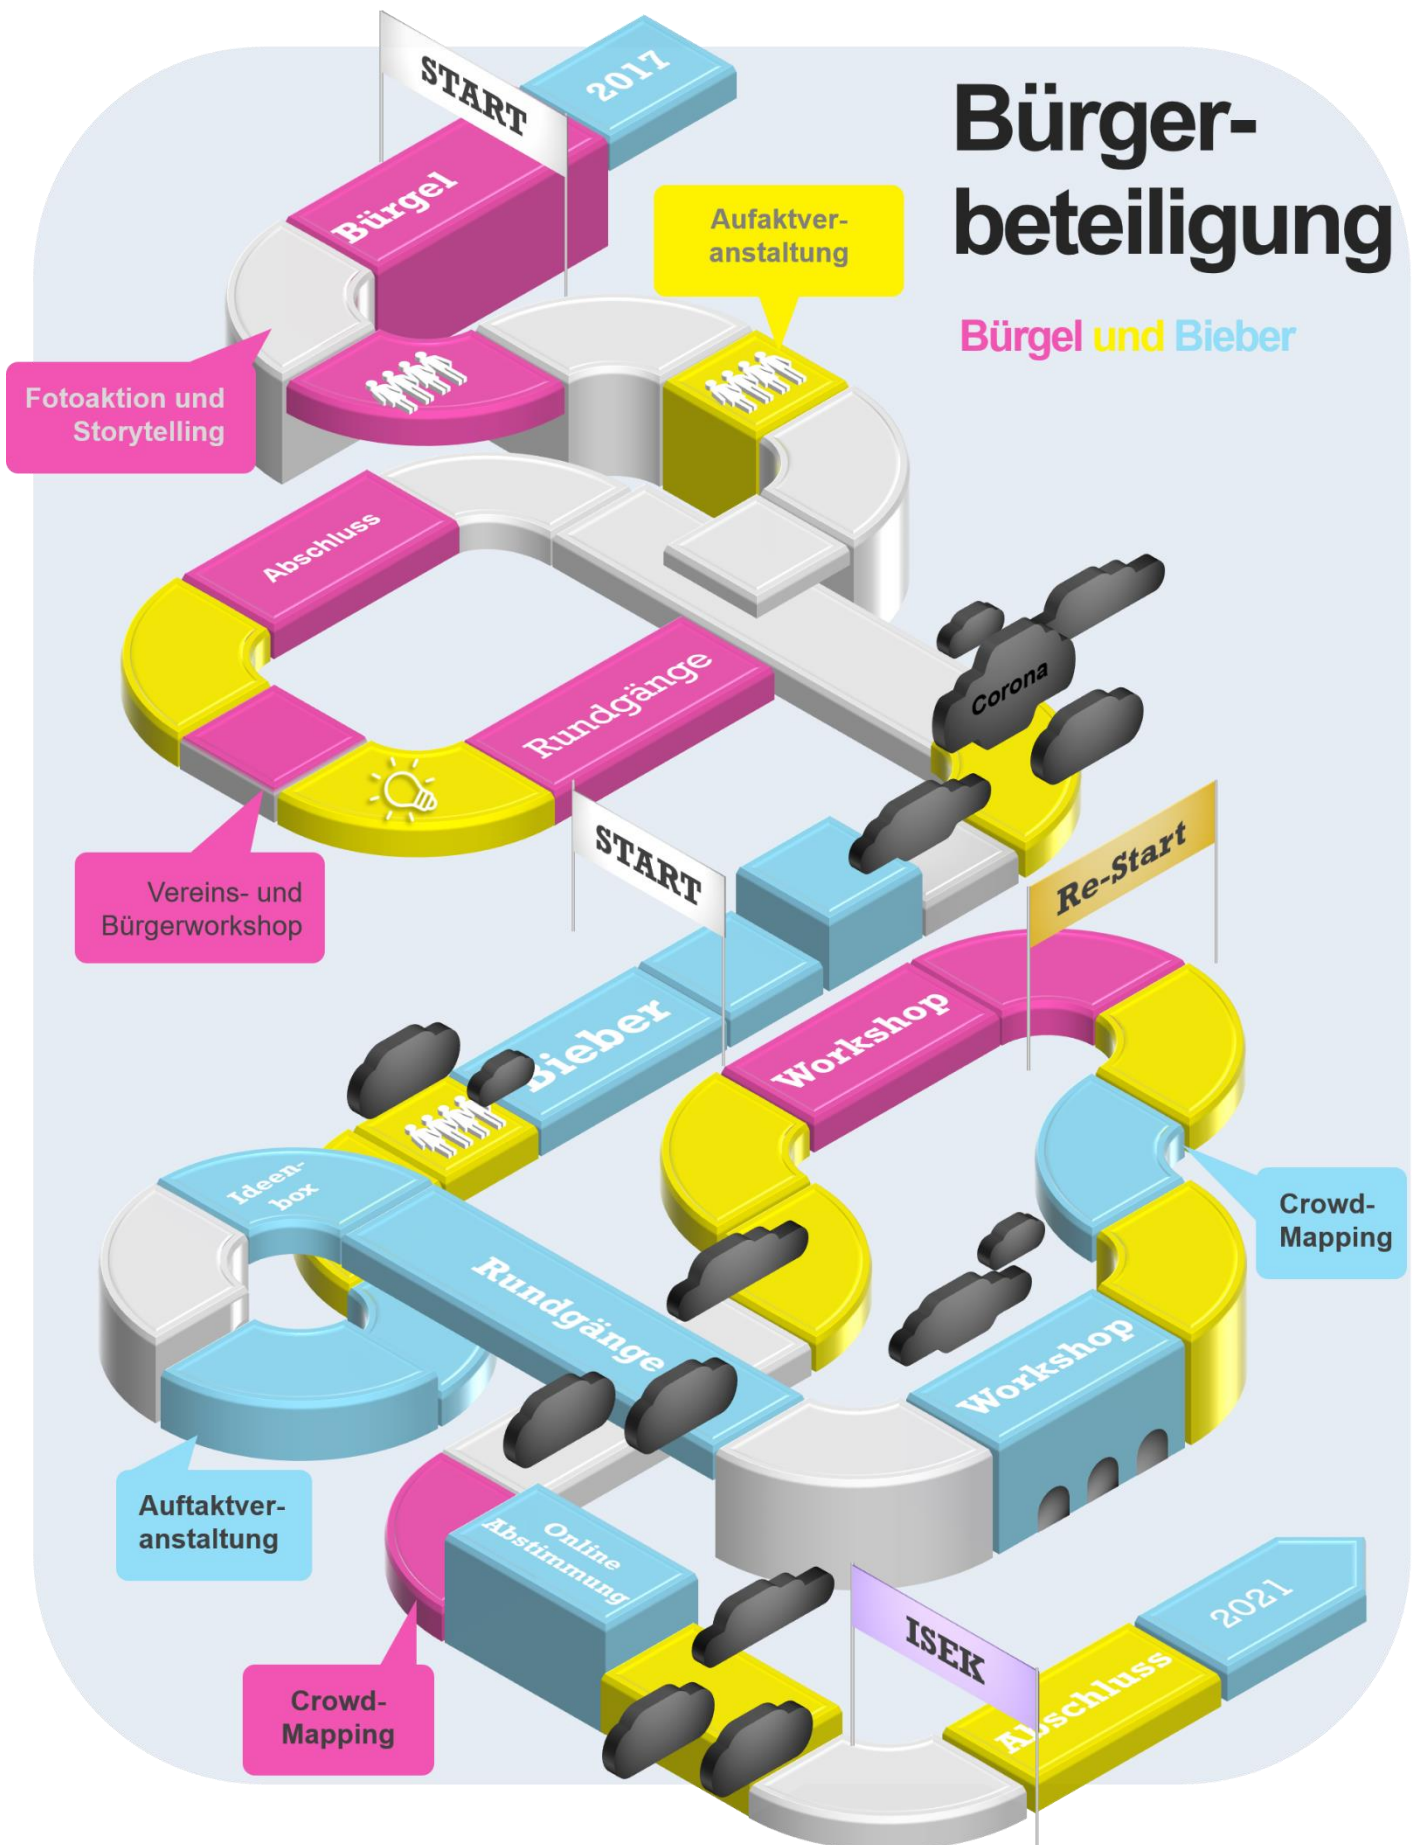 Bürger-
beteiligung
Bürgel und Bieber
2017
START
Bürgel
Aufaktver-
anstaltung
Fotoaktion und
Storytelling
Abschluss
Rundgänge
Corona
Vereins- und
Bürgerworkshop
START
Re-Start
Bieber
Workshop
Ideen-
box
Crowd-
Mapping
Rundgänge
Workshop
Auftaktver-
anstaltung
Online
Abstimmung
Crowd-
Mapping
ISEK
Abschluss
2021